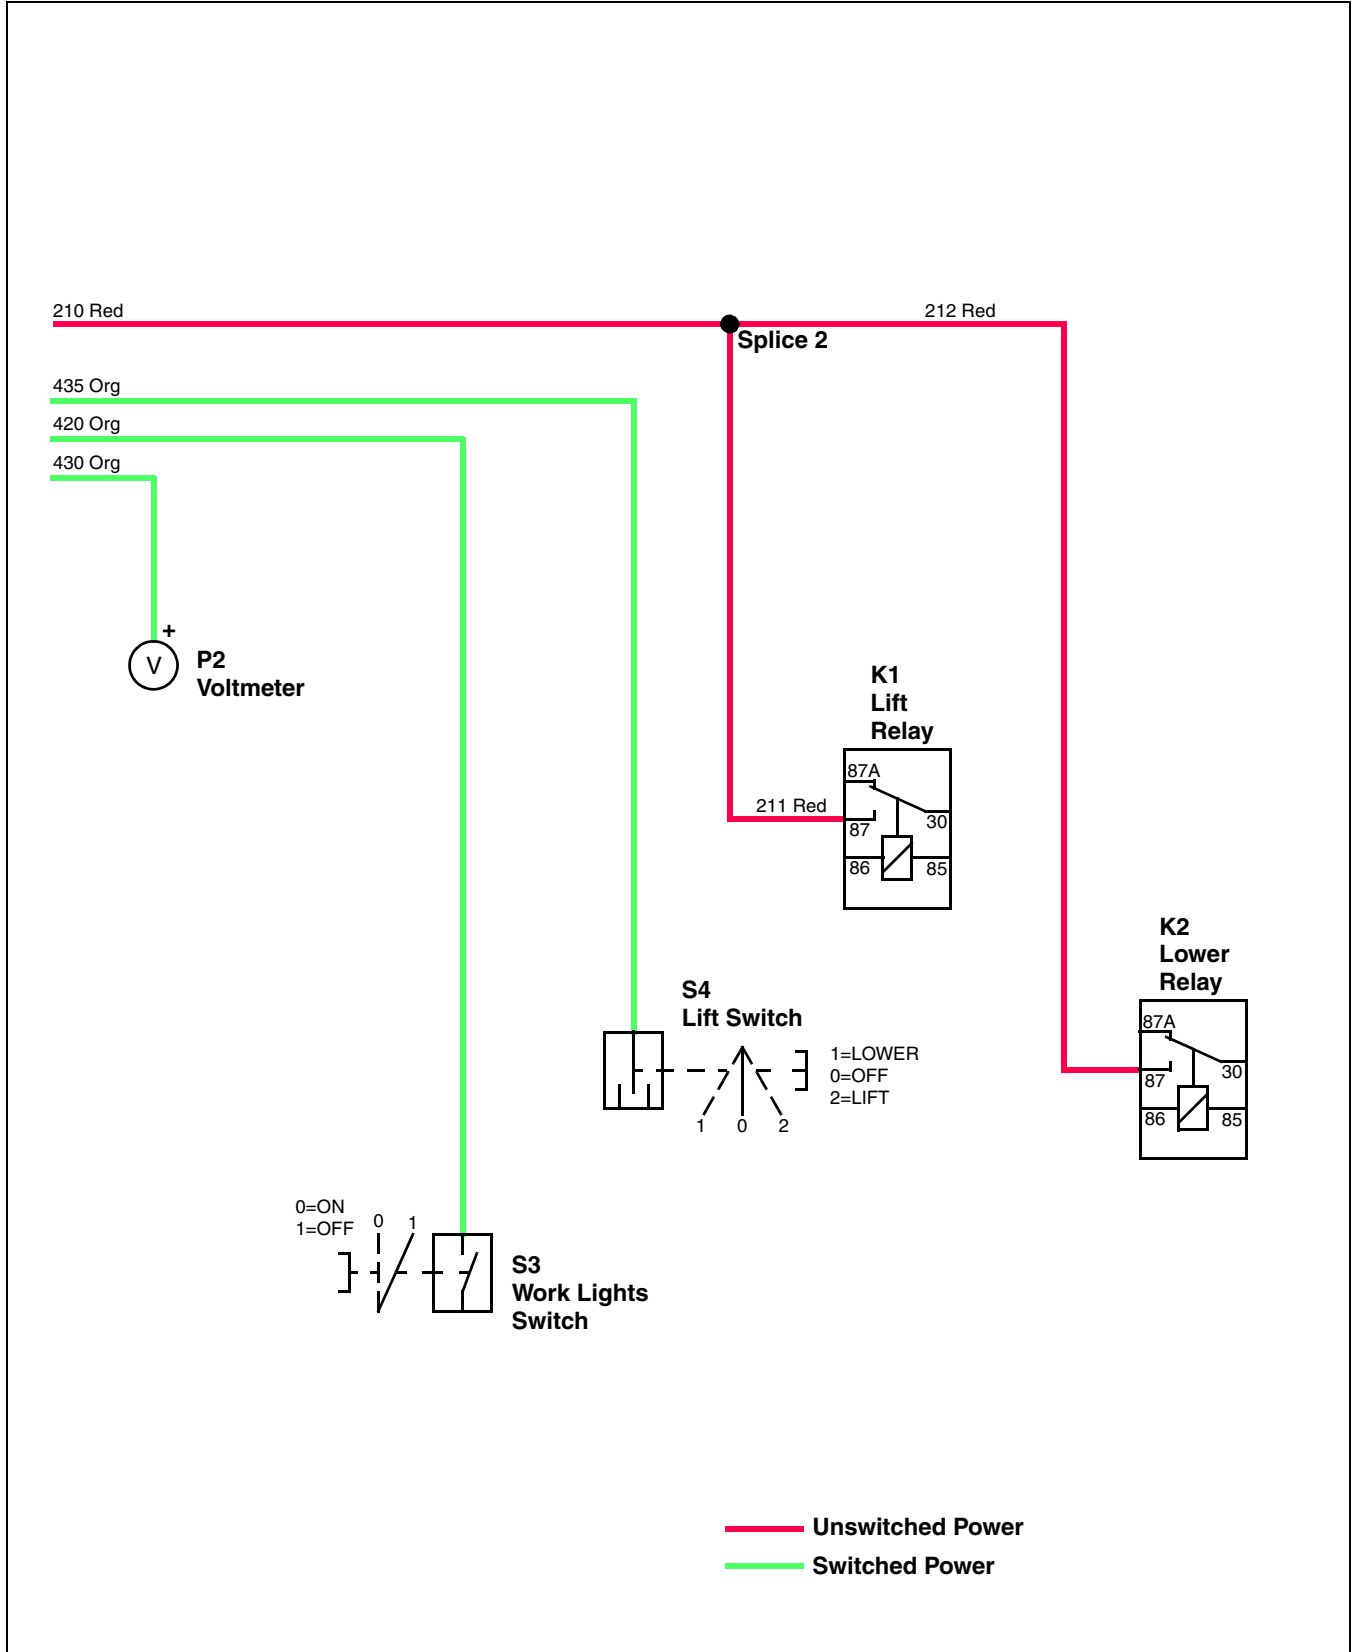 210 Red
212 Red
Splice 2
435 Org
420 Org
430 Org
+
V
P2
Voltmeter
K1
Lift
Relay
87A
211 Red
87
30
86
85
K2
Lower
Relay
87A
87
30
86
85
S4
Lift Switch
1=LOWER
0=OFF
2=LIFT
1
0
2
0=ON
1=OFF
0
1
S3
Work Lights
Switch
Unswitched Power
Switched Power